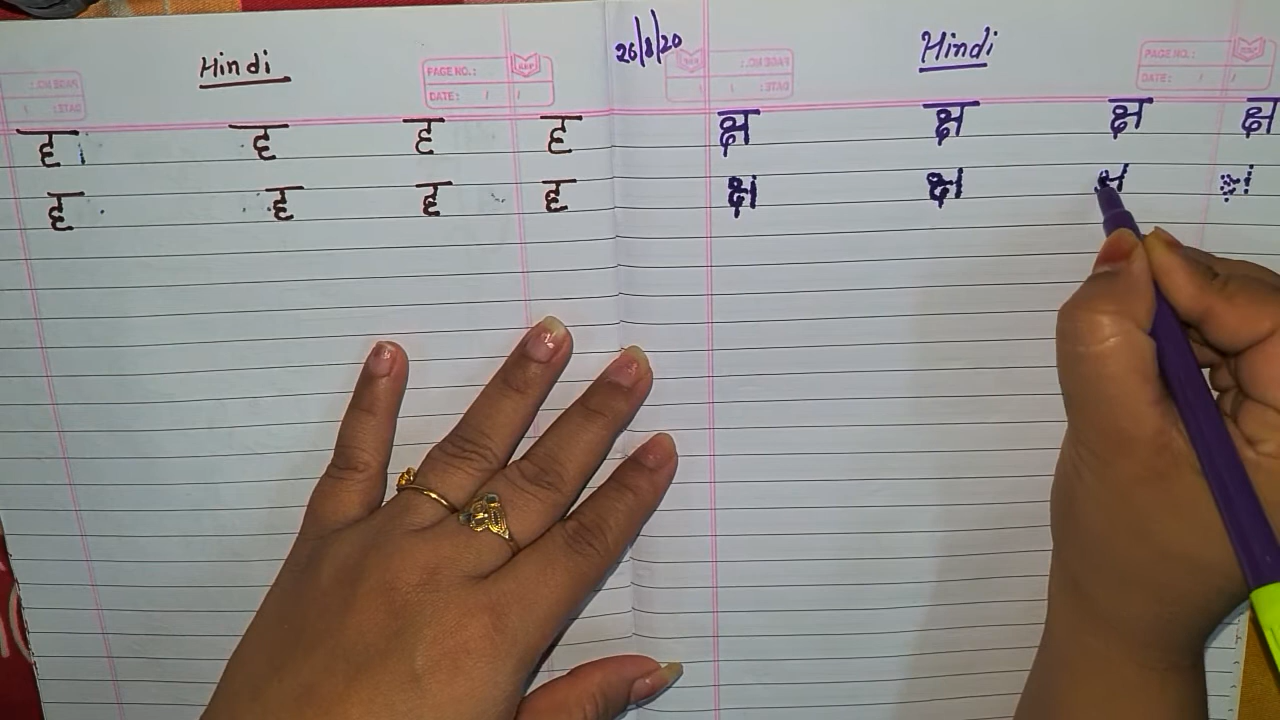 Hindi
PAGE NO.:
DATE: / /
ह ह ह ह
ह ह ह ह
26/8/20
Hindi
PAGE NO.:
DATE: / /
क्ष क्ष क्ष क्ष
क्ष क्ष